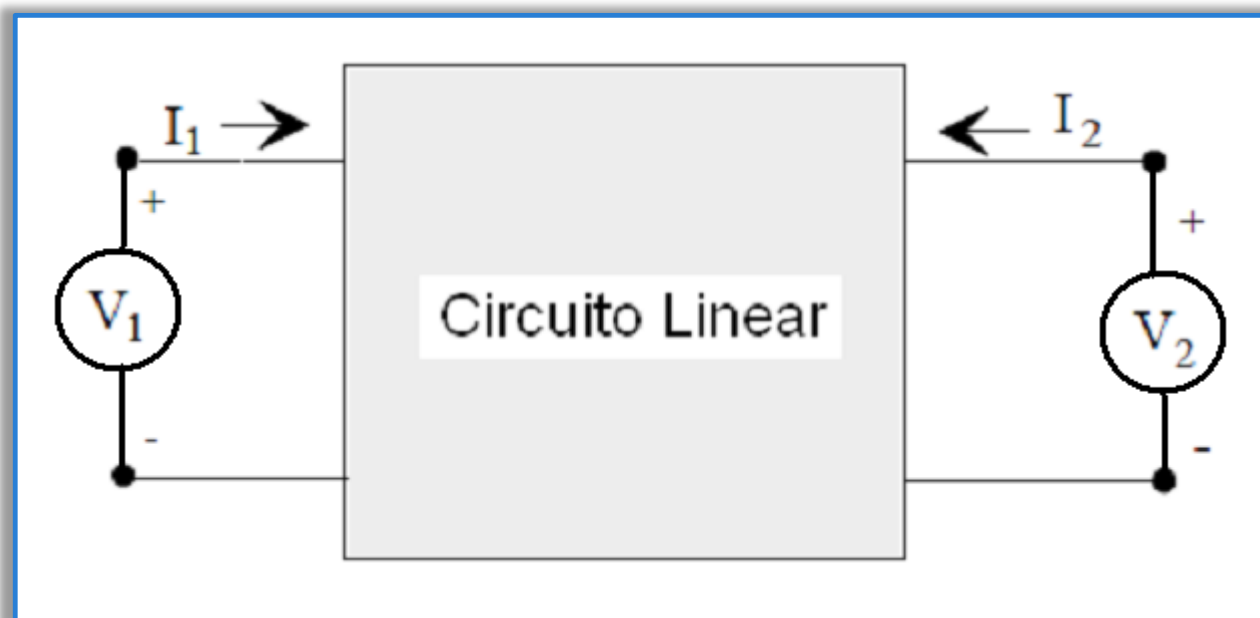 I1
I2
+
+
V1
Circuito Linear
V2
-
-